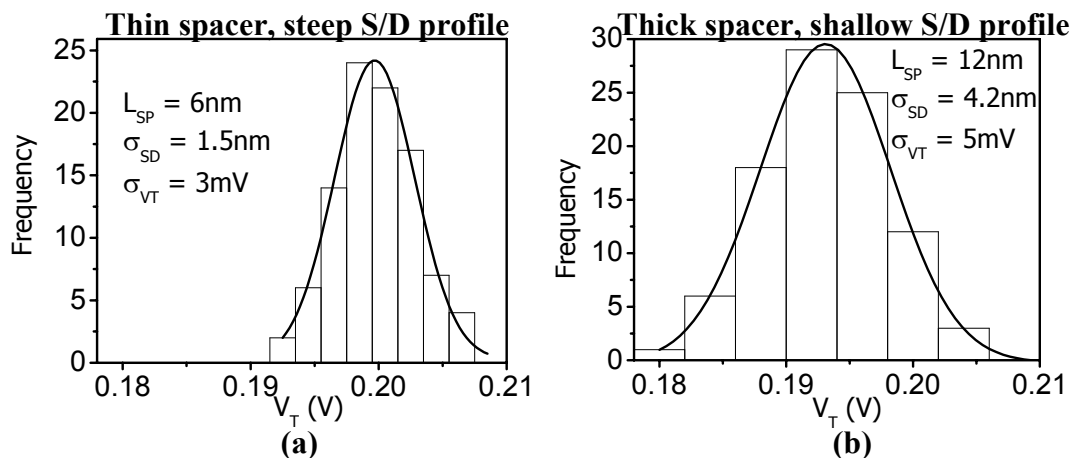 Thin spacer, steep S/D profile
25
20
15
10
5
0
Frequency
L_SP = 6nm
σ_SD = 1.5nm
σ_VT = 3mV
0.18 0.19 0.20 0.21
V_T (V)
(a)
Thick spacer, shallow S/D profile
30
25
20
15
10
5
0
Frequency
L_SP = 12nm
σ_SD = 4.2nm
σ_VT = 5mV
0.18 0.19 0.20 0.21
V_T (V)
(b)